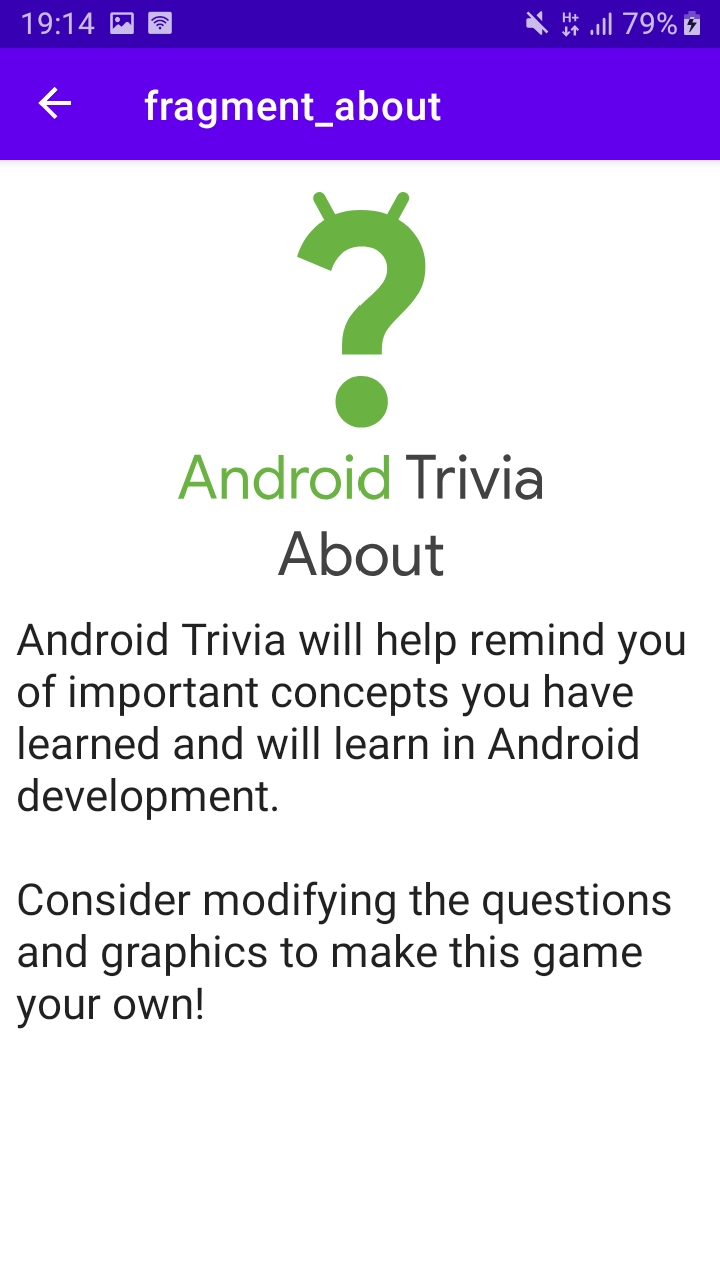 19:14 H+ 79%
fragment_about
Android Trivia
About
Android Trivia will help remind you
of important concepts you have
learned and will learn in Android
development.
Consider modifying the questions
and graphics to make this game
your own!